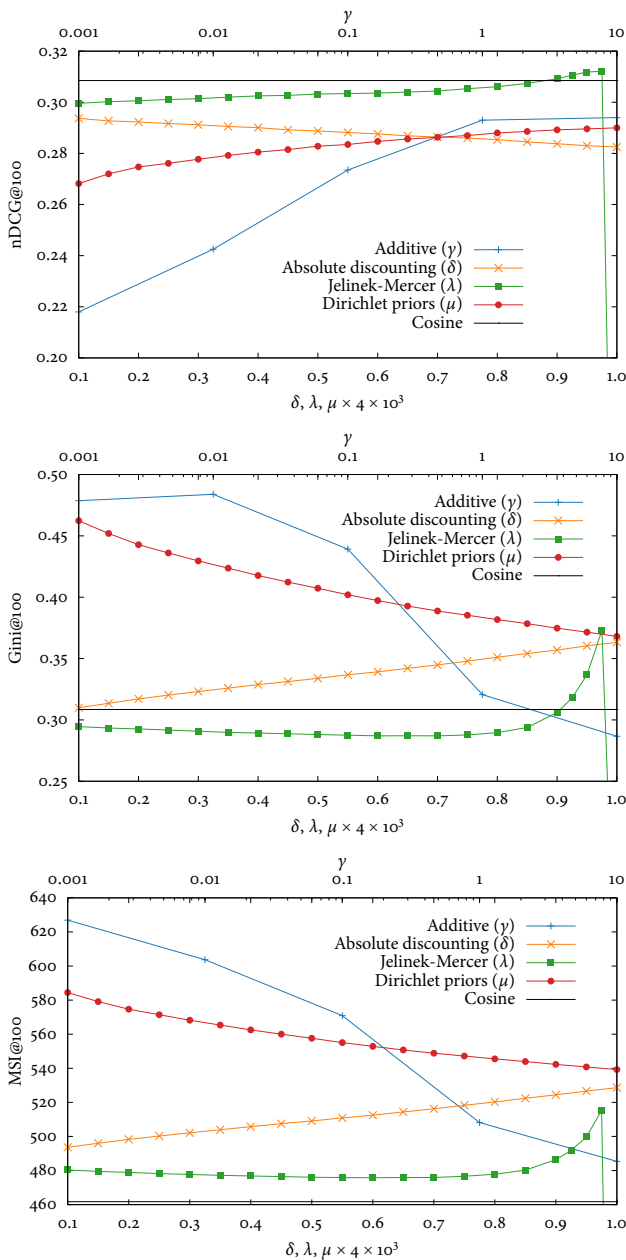 γ
0.001 0.01 0.1 1 10
0.32
0.30
0.28
0.26
0.24
0.22
0.20
nDCG@100
Additive (γ)
Absolute discounting (δ)
Jelinek-Mercer (λ)
Dirichlet priors (μ)
Cosine
0.1 0.2 0.3 0.4 0.5 0.6 0.7 0.8 0.9 1.0
δ, λ, μ × 4 × 10³
γ
0.001 0.01 0.1 1 10
0.50
0.45
0.40
0.35
0.30
0.25
Gini@100
Additive (γ)
Absolute discounting (δ)
Jelinek-Mercer (λ)
Dirichlet priors (μ)
Cosine
0.1 0.2 0.3 0.4 0.5 0.6 0.7 0.8 0.9 1.0
δ, λ, μ × 4 × 10³
γ
0.001 0.01 0.1 1 10
640
620
600
580
560
540
520
500
480
460
MSI@100
Additive (γ)
Absolute discounting (δ)
Jelinek-Mercer (λ)
Dirichlet priors (μ)
Cosine
0.1 0.2 0.3 0.4 0.5 0.6 0.7 0.8 0.9 1.0
δ, λ, μ × 4 × 10³